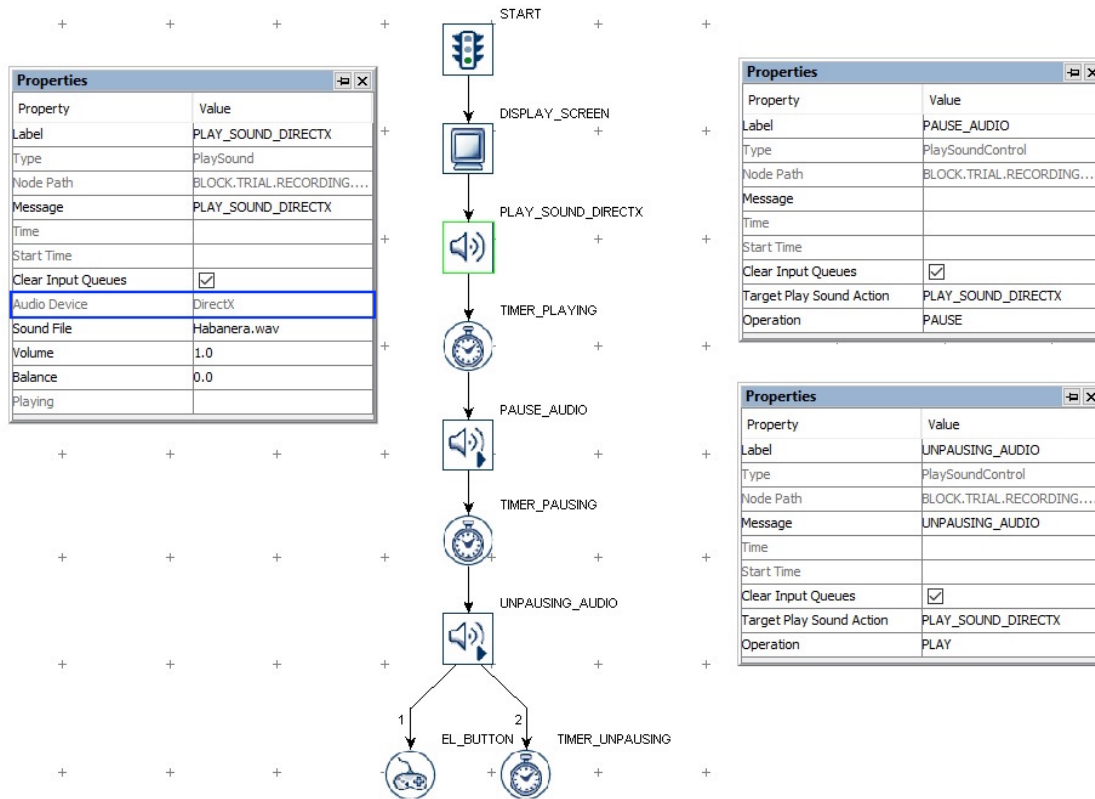 START
DISPLAY_SCREEN
PLAY_SOUND_DIRECTX
TIMER_PLAYING
PAUSE_AUDIO
TIMER_PAUSING
UNPAUSING_AUDIO
1
2
EL_BUTTON
TIMER_UNPAUSING
Properties
Property Value
Label PLAY_SOUND_DIRECTX
Type PlaySound
Node Path BLOCK.TRIAL.RECORDING....
Message PLAY_SOUND_DIRECTX
Time
Start Time
Clear Input Queues
Audio Device DirectX
Sound File Habanera.wav
Volume 1.0
Balance 0.0
Playing
Properties
Property Value
Label PAUSE_AUDIO
Type PlaySoundControl
Node Path BLOCK.TRIAL.RECORDING....
Message
Time
Start Time
Clear Input Queues
Target Play Sound Action PLAY_SOUND_DIRECTX
Operation PAUSE
Properties
Property Value
Label UNPAUSING_AUDIO
Type PlaySoundControl
Node Path BLOCK.TRIAL.RECORDING....
Message UNPAUSING_AUDIO
Time
Start Time
Clear Input Queues
Target Play Sound Action PLAY_SOUND_DIRECTX
Operation PLAY